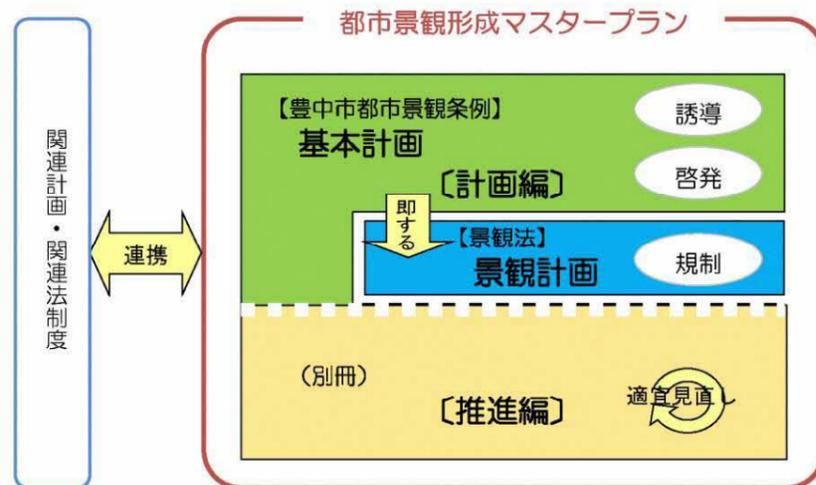 都市景観形成マスタープラン
関連計画・関連法制度
連携
【豊中市都市景観条例】
基本計画
〔計画編〕
誘導
啓発
即する
【景観法】
景観計画
規制
（別冊）
〔推進編〕
適宜見直し